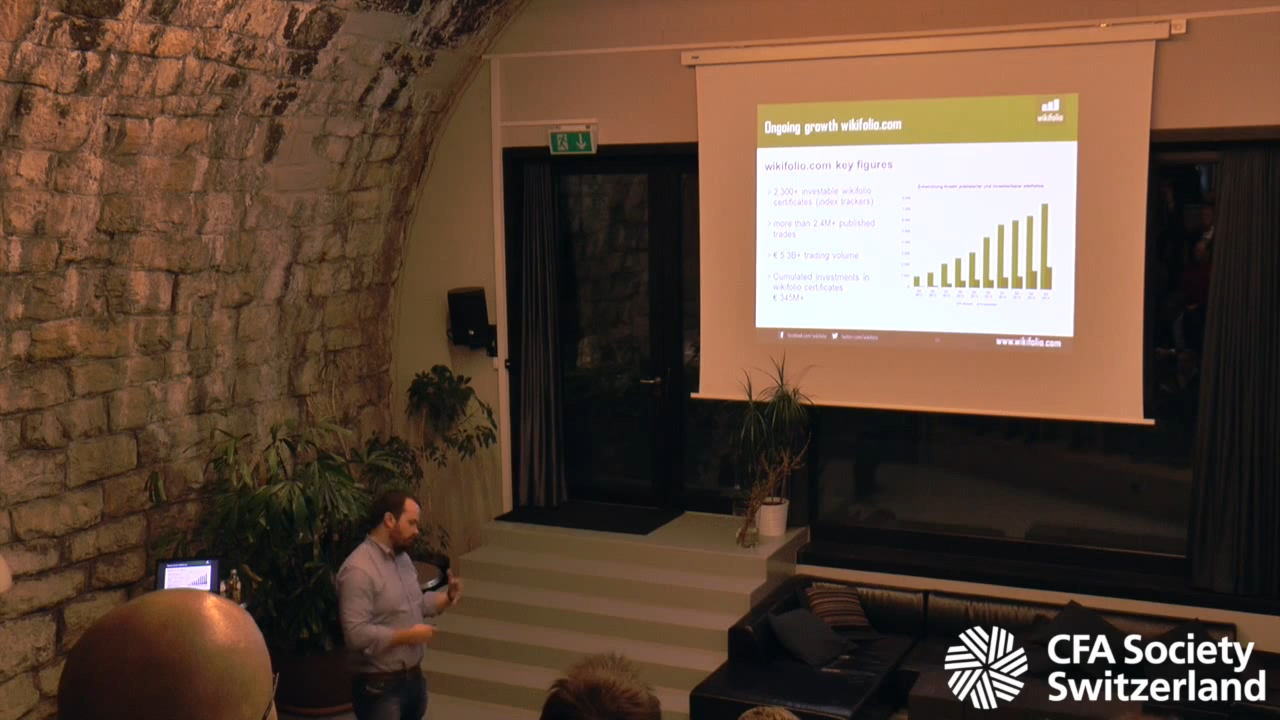 Ongoing growth wikifolio.com
wikifolio
wikifolio.com key figures
2.300+ investable wikifolio
certificates (index trackers)
more than 2.4M+ published
trades
€ 5.3B+ trading volume
Cumulated investments in
wikifolio certificates
€ 345M+
www.wikifolio.com
CFA Society
Switzerland